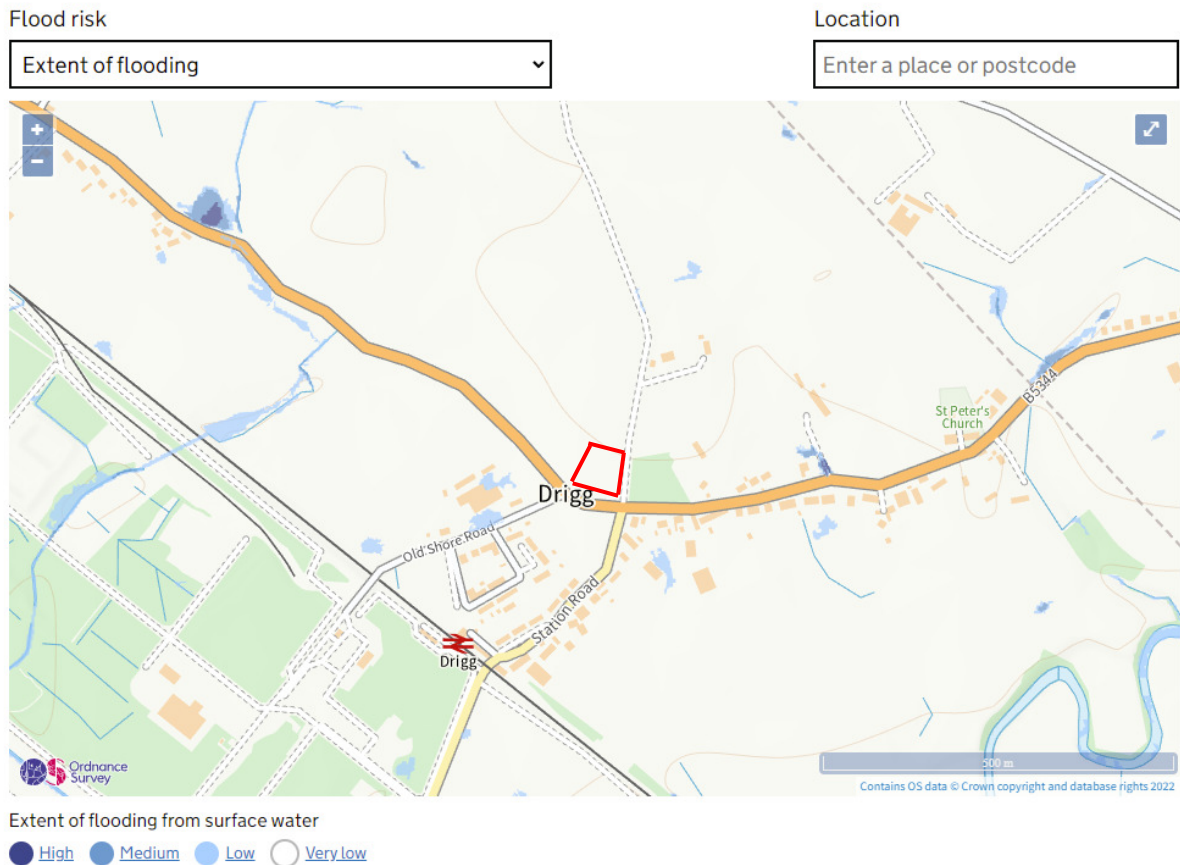 Flood risk
Location
Extent of flooding
Enter a place or postcode
+
−
B5344
St Peter's
Church
Drigg
Old Shore Road
Station Road
Drigg
Ordnance
Survey
500 m
Contains OS data © Crown copyright and database rights 2022
Extent of flooding from surface water
High Medium Low Very low